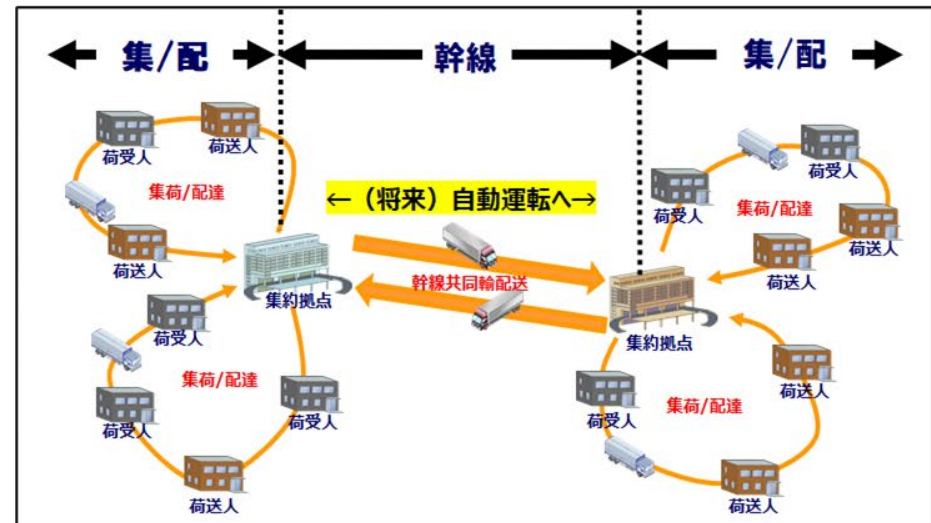 集/配
幹線
集/配
荷受人
荷送人
集荷/配達
荷送人
集約拠点
荷受人
集荷/配達
荷受人
荷受人
荷送人
←(将来)自動運転へ→
幹線共同輸配送
荷受人
荷受人
集荷/配達
荷送人
荷送人
集約拠点
荷受人
荷送人
集荷/配達
荷送人